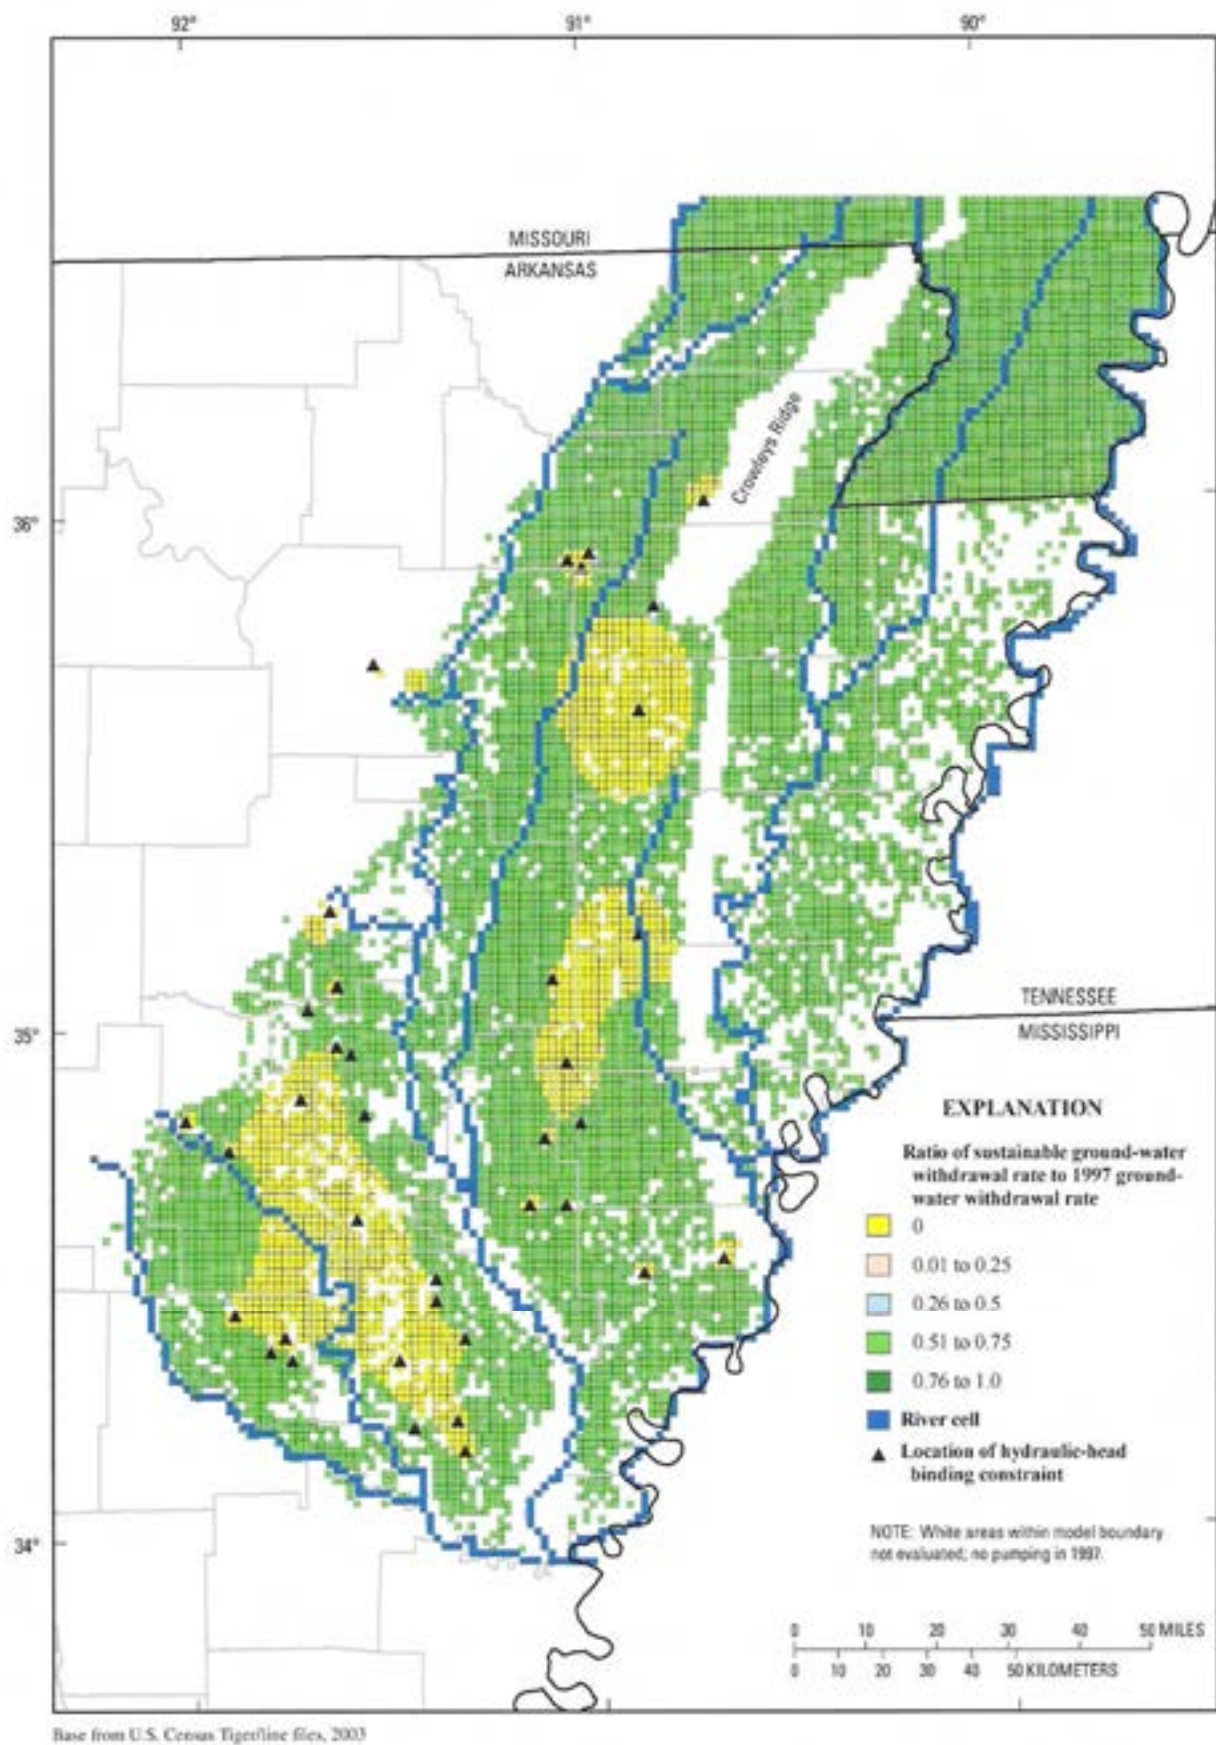 92°
91°
90°
MISSOURI
ARKANSAS
Crowleys Ridge
36°
35°
TENNESSEE
MISSISSIPPI
EXPLANATION
Ratio of sustainable ground-water
withdrawal rate to 1997 ground-
water withdrawal rate
0
0.01 to 0.25
0.26 to 0.5
0.51 to 0.75
0.76 to 1.0
River cell
Location of hydraulic-head
binding constraint
NOTE: White areas within model boundary
not evaluated; no pumping in 1997.
34°
0 10 20 30 40 50 MILES
0 10 20 30 40 50 KILOMETERS
Base from U.S. Census Tiger/line files, 2003